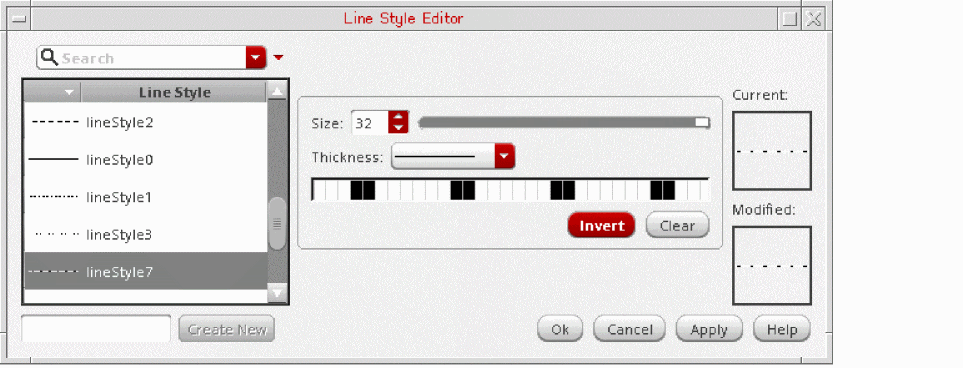 Line Style Editor
Search
Line Style
lineStyle2
lineStyle0
lineStyle1
lineStyle3
lineStyle7
Create New
Size: 32
Thickness:
Invert Clear
Current:
Modified:
Ok Cancel Apply Help